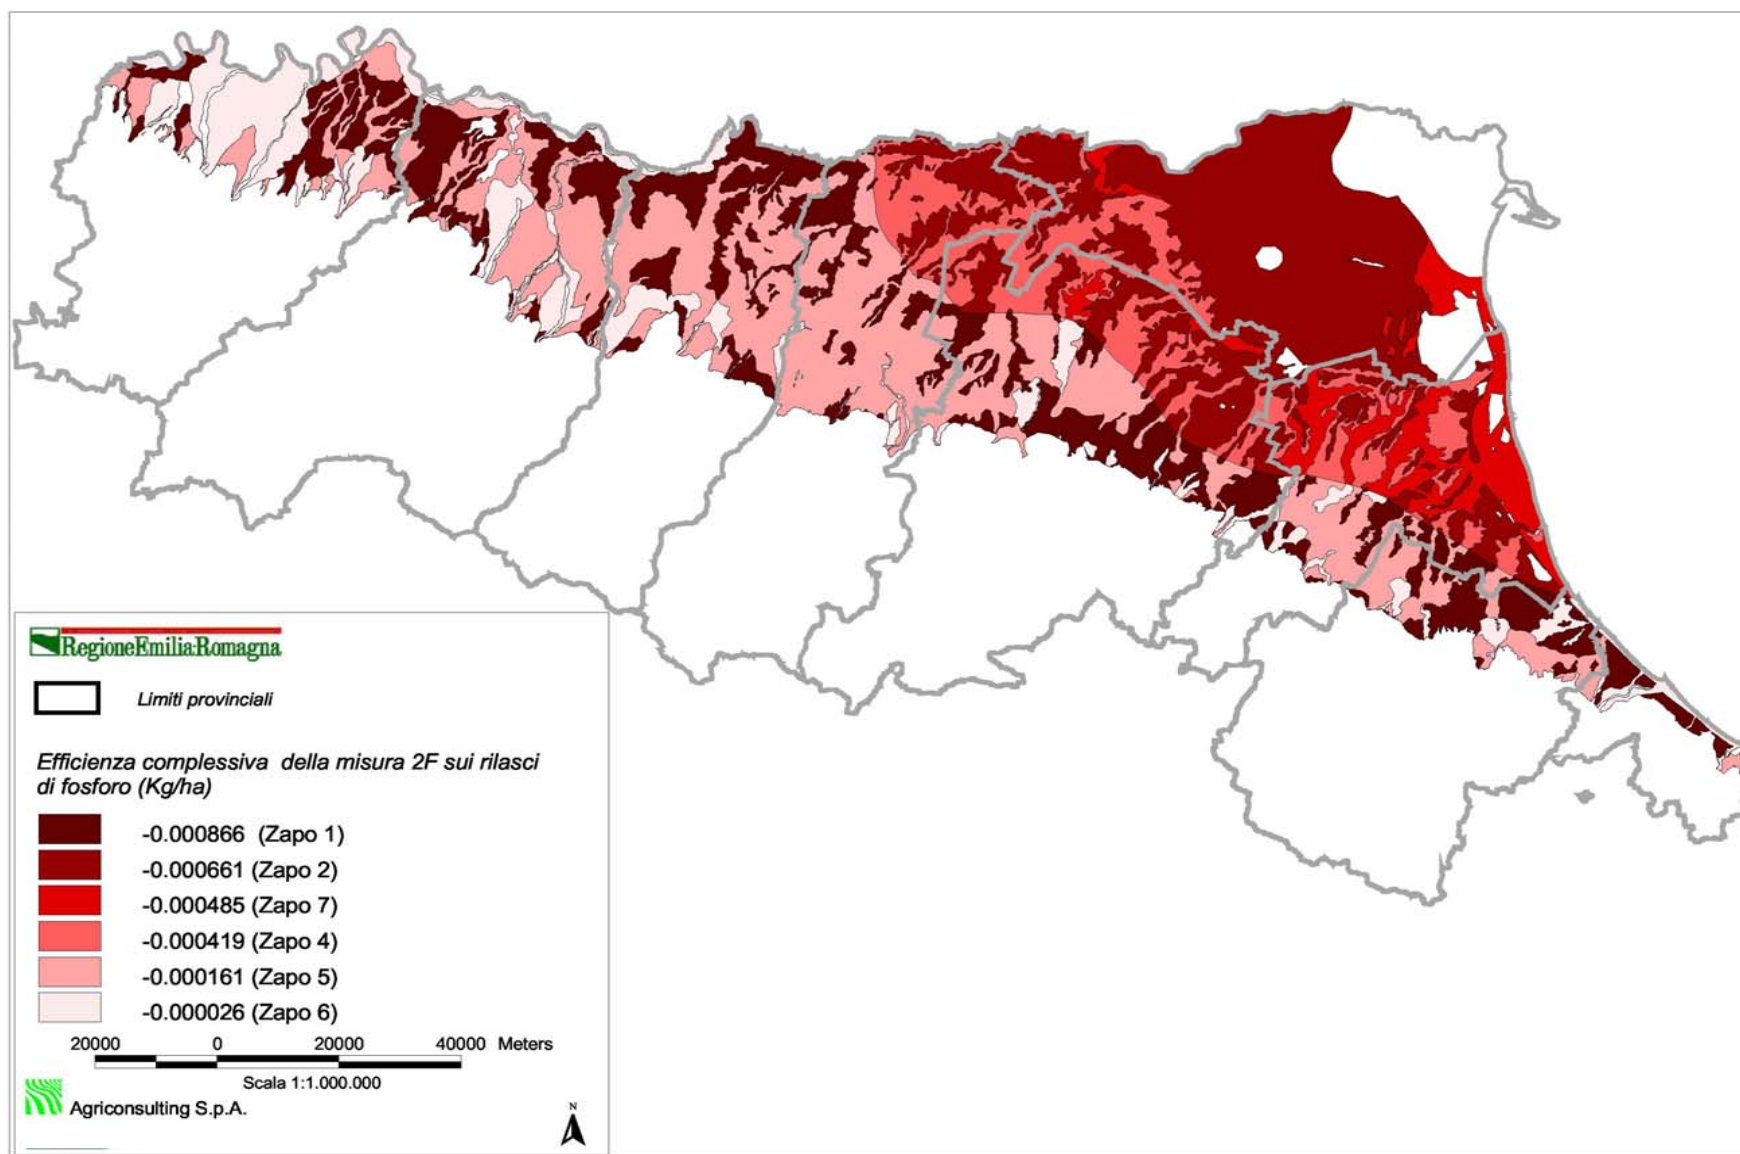 RegioneEmilia-Romagna
Limiti provinciali
Efficienza complessiva della misura 2F sui rilasci
di fosforo (Kg/ha)
-0.000866 (Zapo 1)
-0.000661 (Zapo 2)
-0.000485 (Zapo 7)
-0.000419 (Zapo 4)
-0.000161 (Zapo 5)
-0.000026 (Zapo 6)
20000 0 20000 40000 Meters
Scala 1:1.000.000
Agriconsulting S.p.A.
N